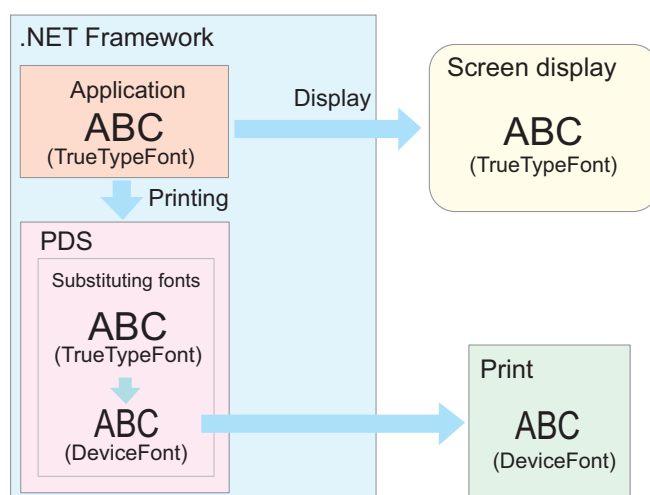 .NET Framework
Application
ABC
(TrueTypeFont)
Display
Screen display
ABC
(TrueTypeFont)
Printing
PDS
Substituting fonts
ABC
(TrueTypeFont)
ABC
(DeviceFont)
Print
ABC
(DeviceFont)